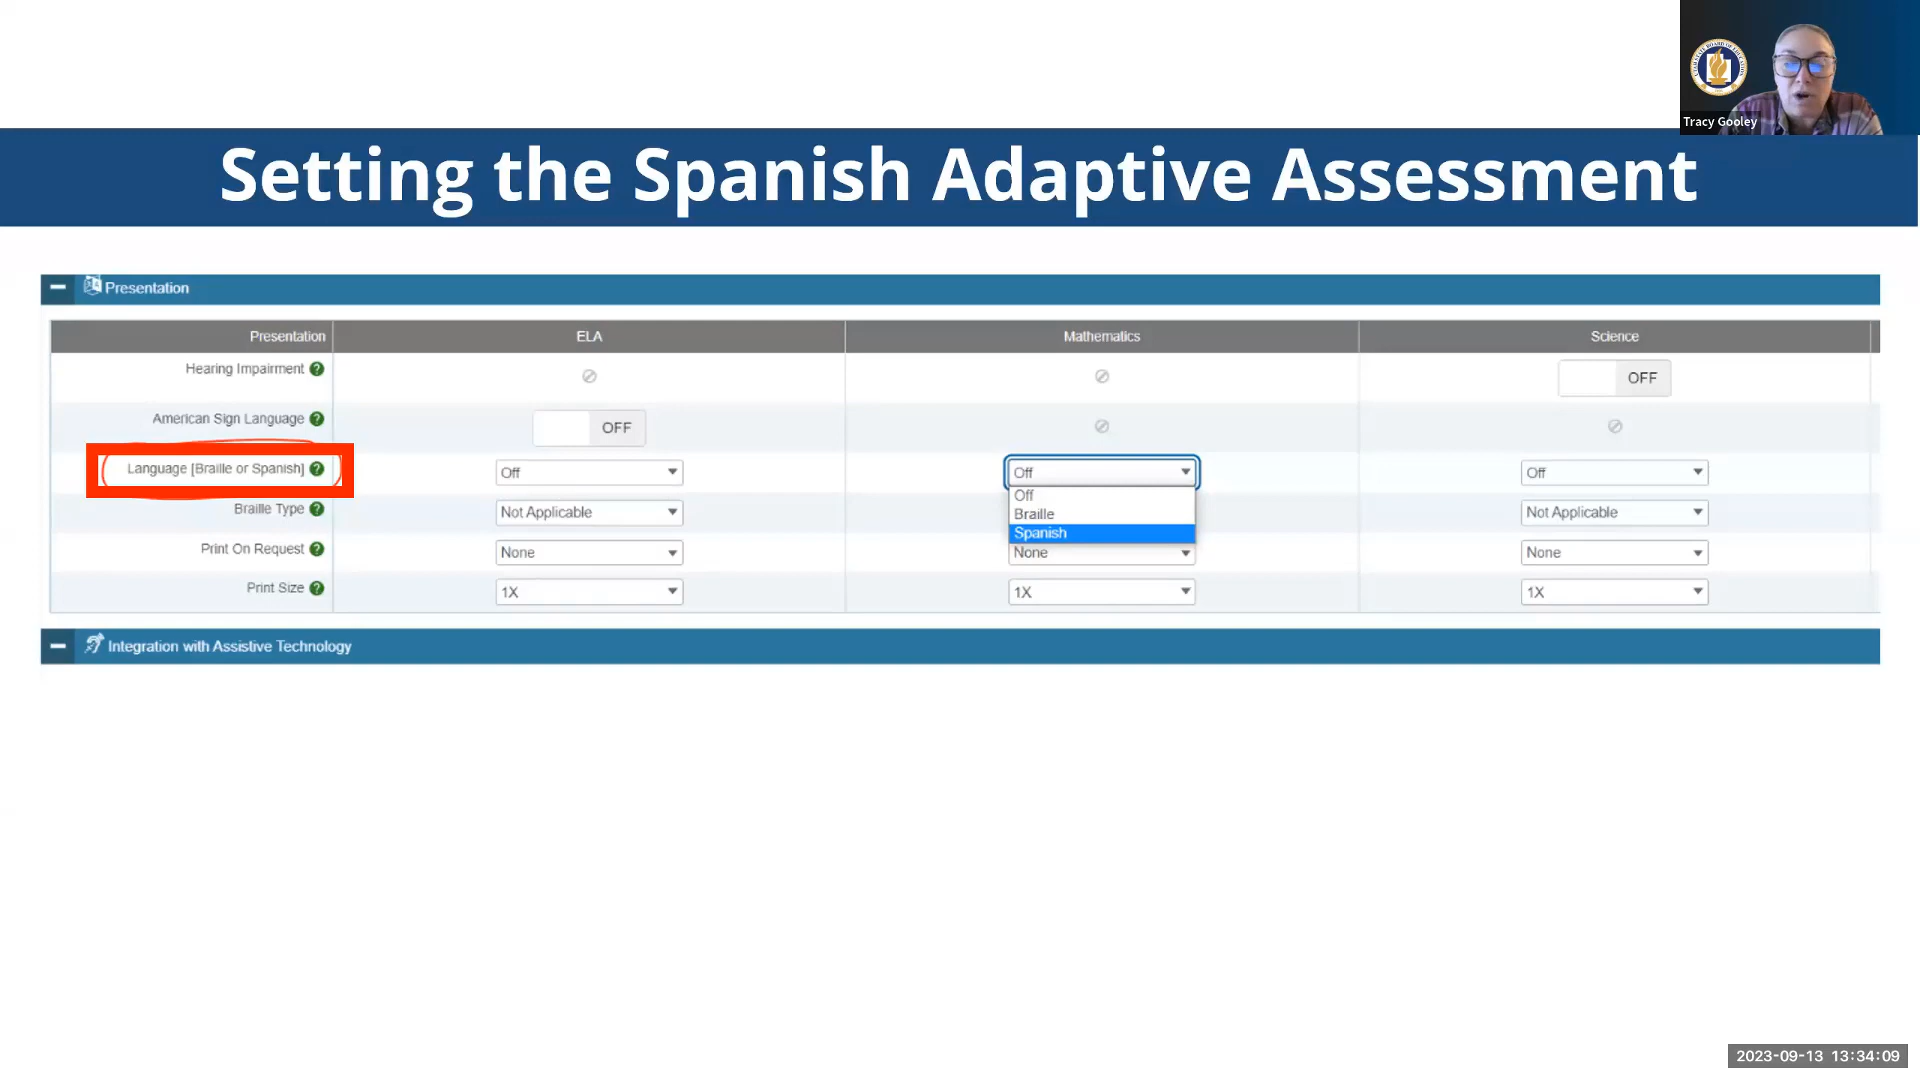 Tracy Gooley
Setting the Spanish Adaptive Assessment
Presentation
Presentation ELA Mathematics Science
Hearing Impairment OFF
American Sign Language OFF
Language [Braille or Spanish] Off Off Off
Off
Braille
Spanish
Braille Type Not Applicable Not Applicable
Print On Request None None None
Print Size 1X 1X 1X
Integration with Assistive Technology
2023-09-13 13:34:09